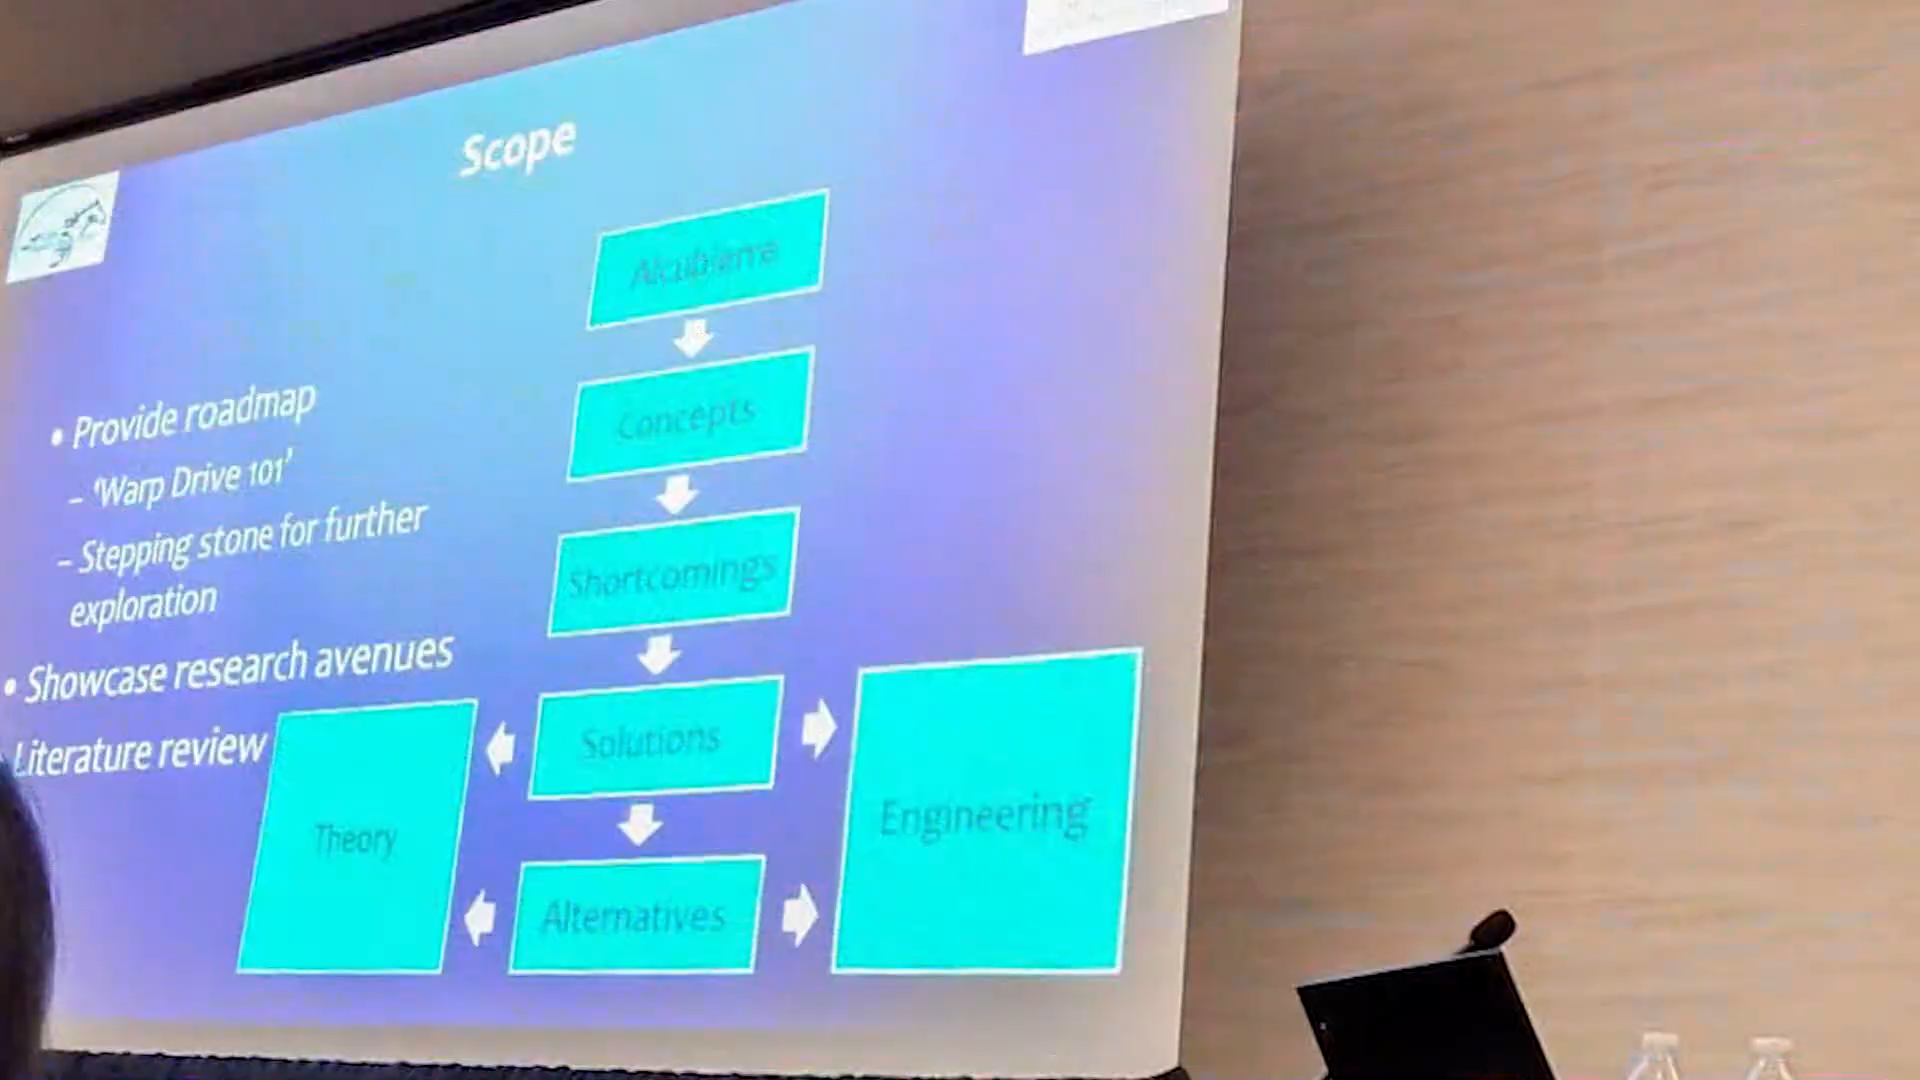 Scope
• Provide roadmap
– 'Warp Drive 101'
– Stepping stone for further
exploration
• Showcase research avenues
Literature review
Alcubierre
Concepts
Shortcomings
Solutions
Alternatives
Theory
Engineering